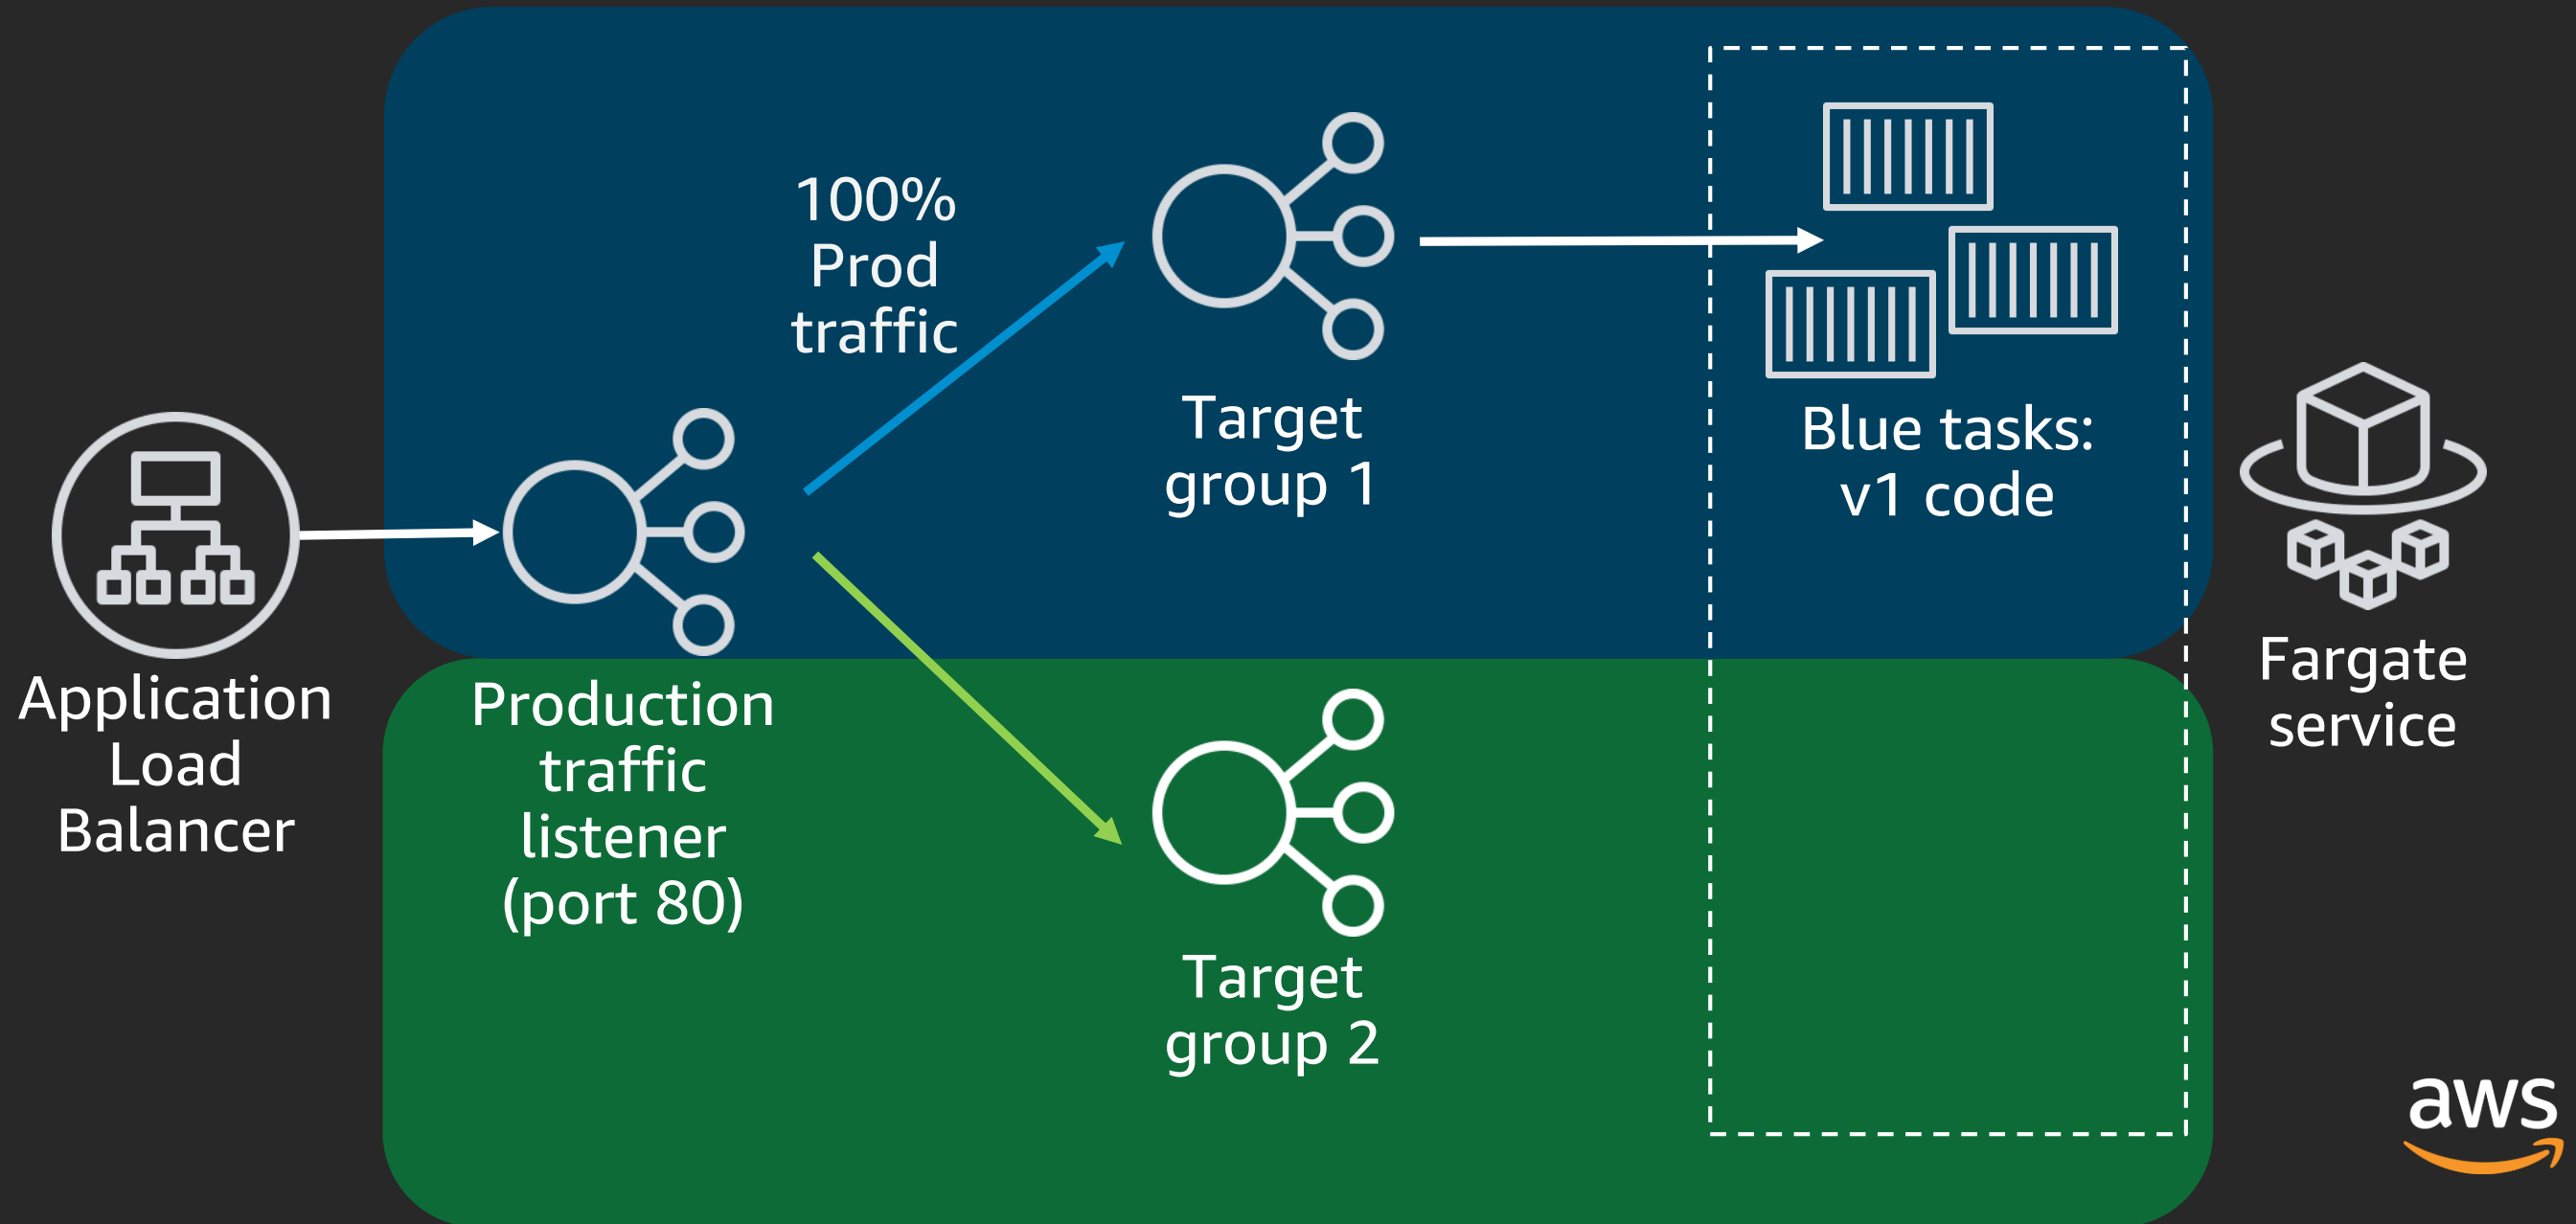 100%
Prod
traffic
Target
group 1
Blue tasks:
v1 code
Application
Load
Balancer
Production
traffic
listener
(port 80)
Fargate
service
Target
group 2
aws